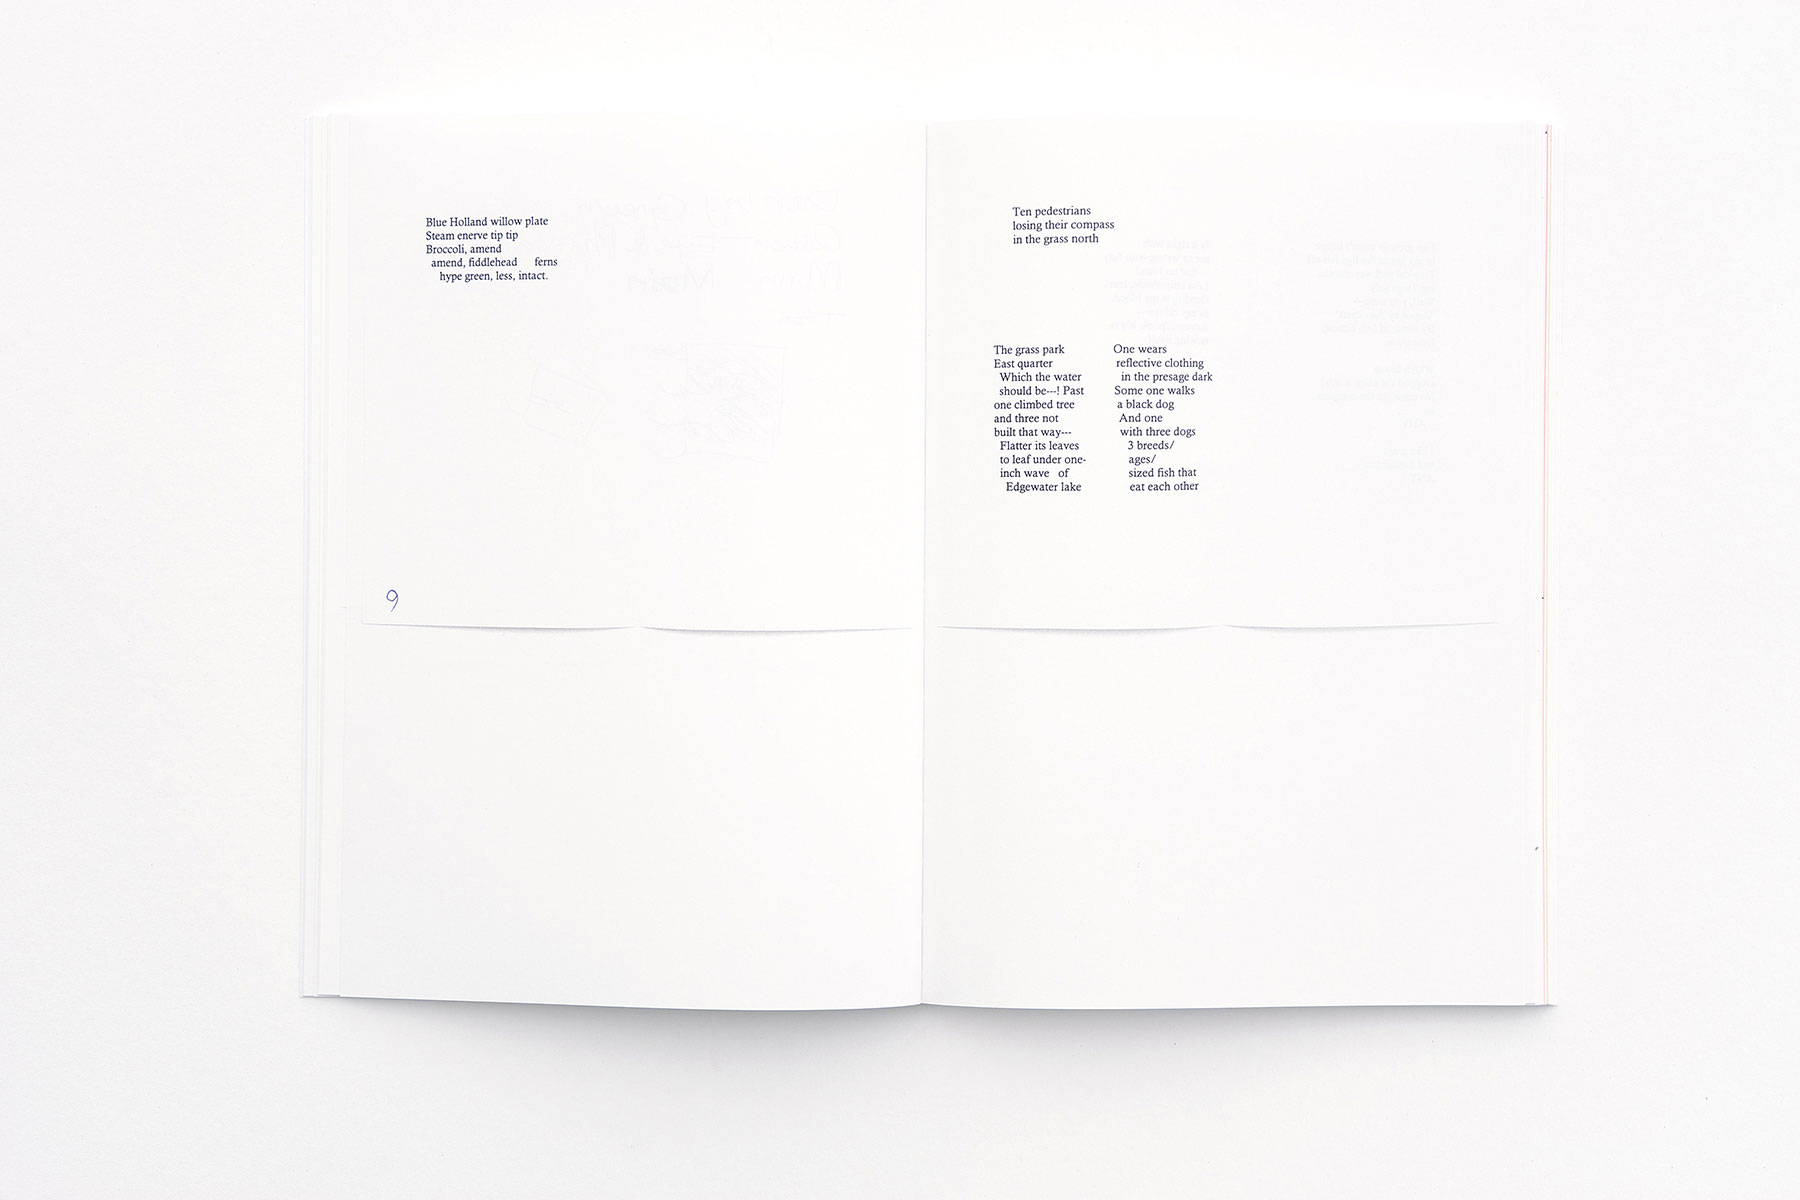 Blue Holland willow plate
Steam enerve tip tip
Broccoli, amend
amend, fiddlehead ferns
hype green, less, intact.
9
Ten pedestrians
losing their compass
in the grass north
The grass park
East quarter
Which the water
should be---! Past
one climbed tree
and three not
built that way---
Flatter its leaves
to leaf under one-
inch wave of
Edgewater lake
One wears
reflective clothing
in the presage dark
Some one walks
a black dog
And one
with three dogs
3 breeds/
ages/
sized fish that
eat each other